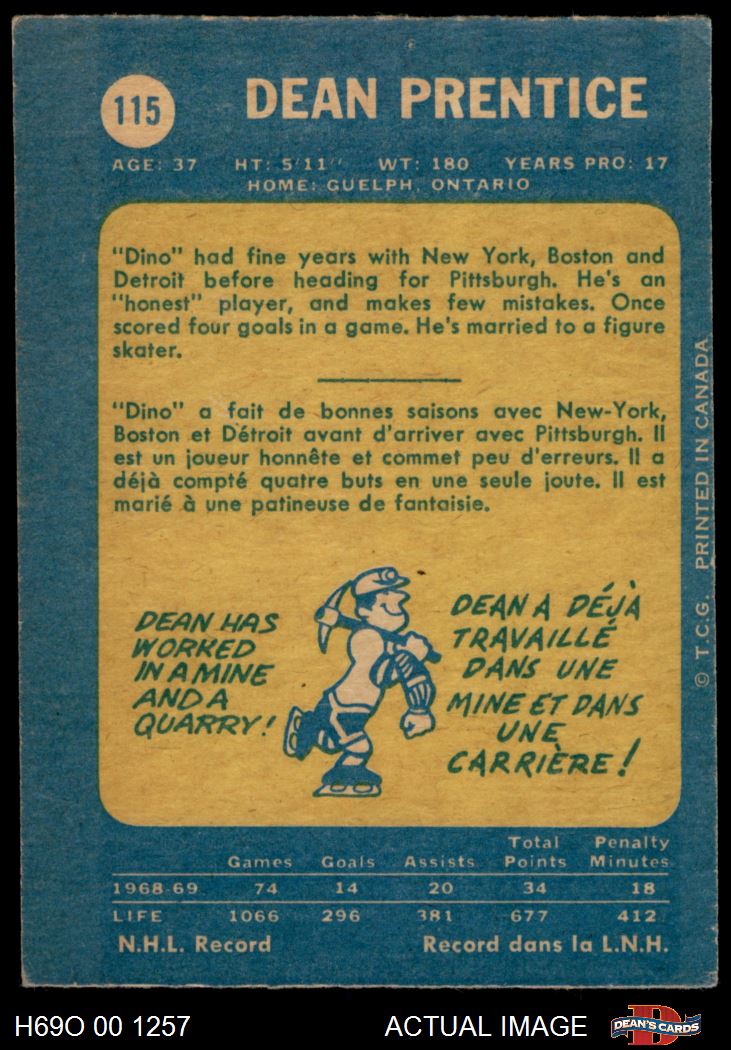 115 DEAN PRENTICE
AGE: 37 HT: 5'11" WT: 180 YEARS PRO: 17
HOME: GUELPH, ONTARIO
"Dino" had fine years with New York, Boston and
Detroit before heading for Pittsburgh. He's an
"honest" player, and makes few mistakes. Once
scored four goals in a game. He's married to a figure
skater.
"Dino" a fait de bonnes saisons avec New-York,
Boston et Détroit avant d'arriver avec Pittsburgh. Il
est un joueur honnête et commet peu d'erreurs. Il a
déjà compté quatre buts en une seule joute. Il est
marié à une patineuse de fantaisie.
DEAN HAS
WORKED
IN A MINE
AND A
QUARRY!
DEAN A DÉJÀ
TRAVAILLÉ
DANS UNE
MINE ET DANS
UNE
CARRIÈRE!
© T.C.G. PRINTED IN CANADA
Total Penalty
Games Goals Assists Points Minutes
1968-69 74 14 20 34 18
LIFE 1066 296 381 677 412
N.H.L. Record Record dans la L.N.H.
H69O 00 1257 ACTUAL IMAGE DEAN'S CARDS